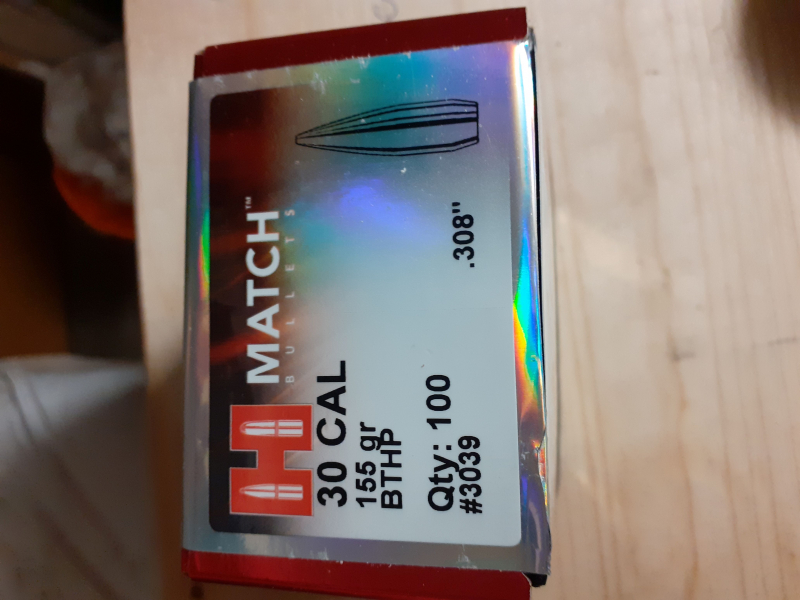 H
MATCH™
BULLETS
30 CAL
155 gr
BTHP
.308"
Qty: 100
#3039